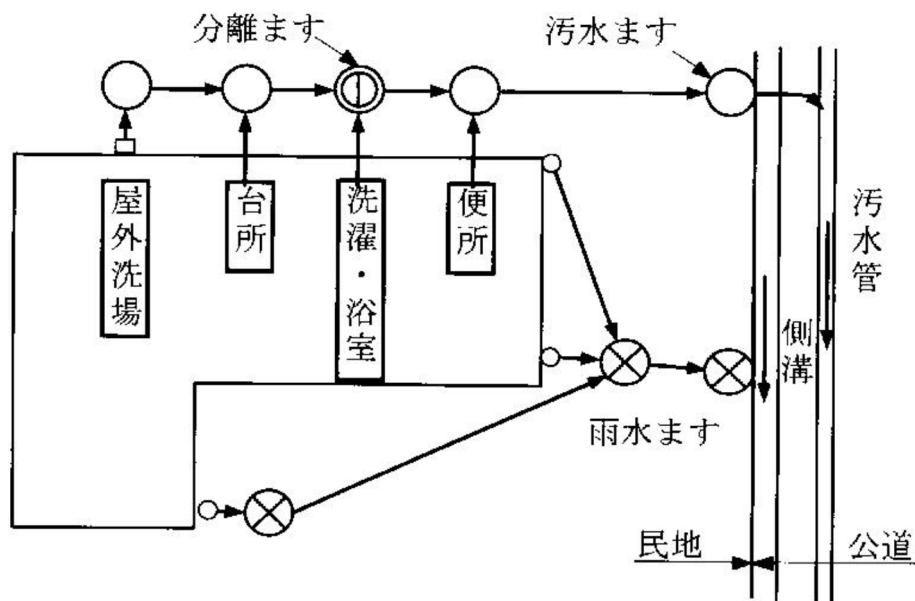 分離ます
汚水ます
屋外洗場
台所
洗濯・浴室
便所
汚水管
側溝
雨水ます
民地
公道